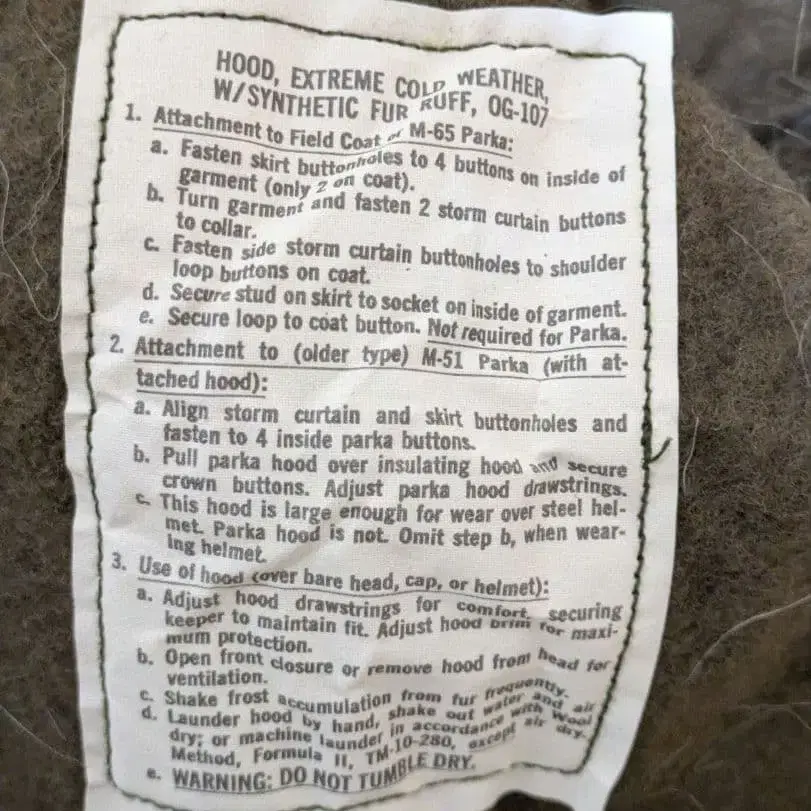 HOOD, EXTREME COLD WEATHER,
W/SYNTHETIC FUR RUFF, OG-107
1. Attachment to Field Coat or M-65 Parka:
a. Fasten skirt buttonholes to 4 buttons on inside of
garment (only 2 on coat).
b. Turn garment and fasten 2 storm curtain buttons
to collar.
c. Fasten side storm curtain buttonholes to shoulder
loop buttons on coat.
d. Secure stud on skirt to socket on inside of garment.
e. Secure loop to coat button. Not required for Parka.
2. Attachment to (older type) M-51 Parka (with at-
tached hood):
a. Align storm curtain and skirt buttonholes and
fasten to 4 inside parka buttons.
b. Pull parka hood over insulating hood and secure
crown buttons. Adjust parka hood drawstrings.
c. This hood is large enough for wear over steel hel-
met. Parka hood is not. Omit step b, when wear-
ing helmet.
3. Use of hood (over bare head, cap, or helmet):
a. Adjust hood drawstrings for comfort, securing
keeper to maintain fit. Adjust hood brim for maxi-
mum protection.
b. Open front closure or remove hood from head for
ventilation.
c. Shake frost accumulation from fur frequently.
d. Launder hood by hand, shake out water and air
dry; or machine launder in accordance with Wool
Method, Formula II, TM-10-280, except air dry.
e. WARNING: DO NOT TUMBLE DRY.